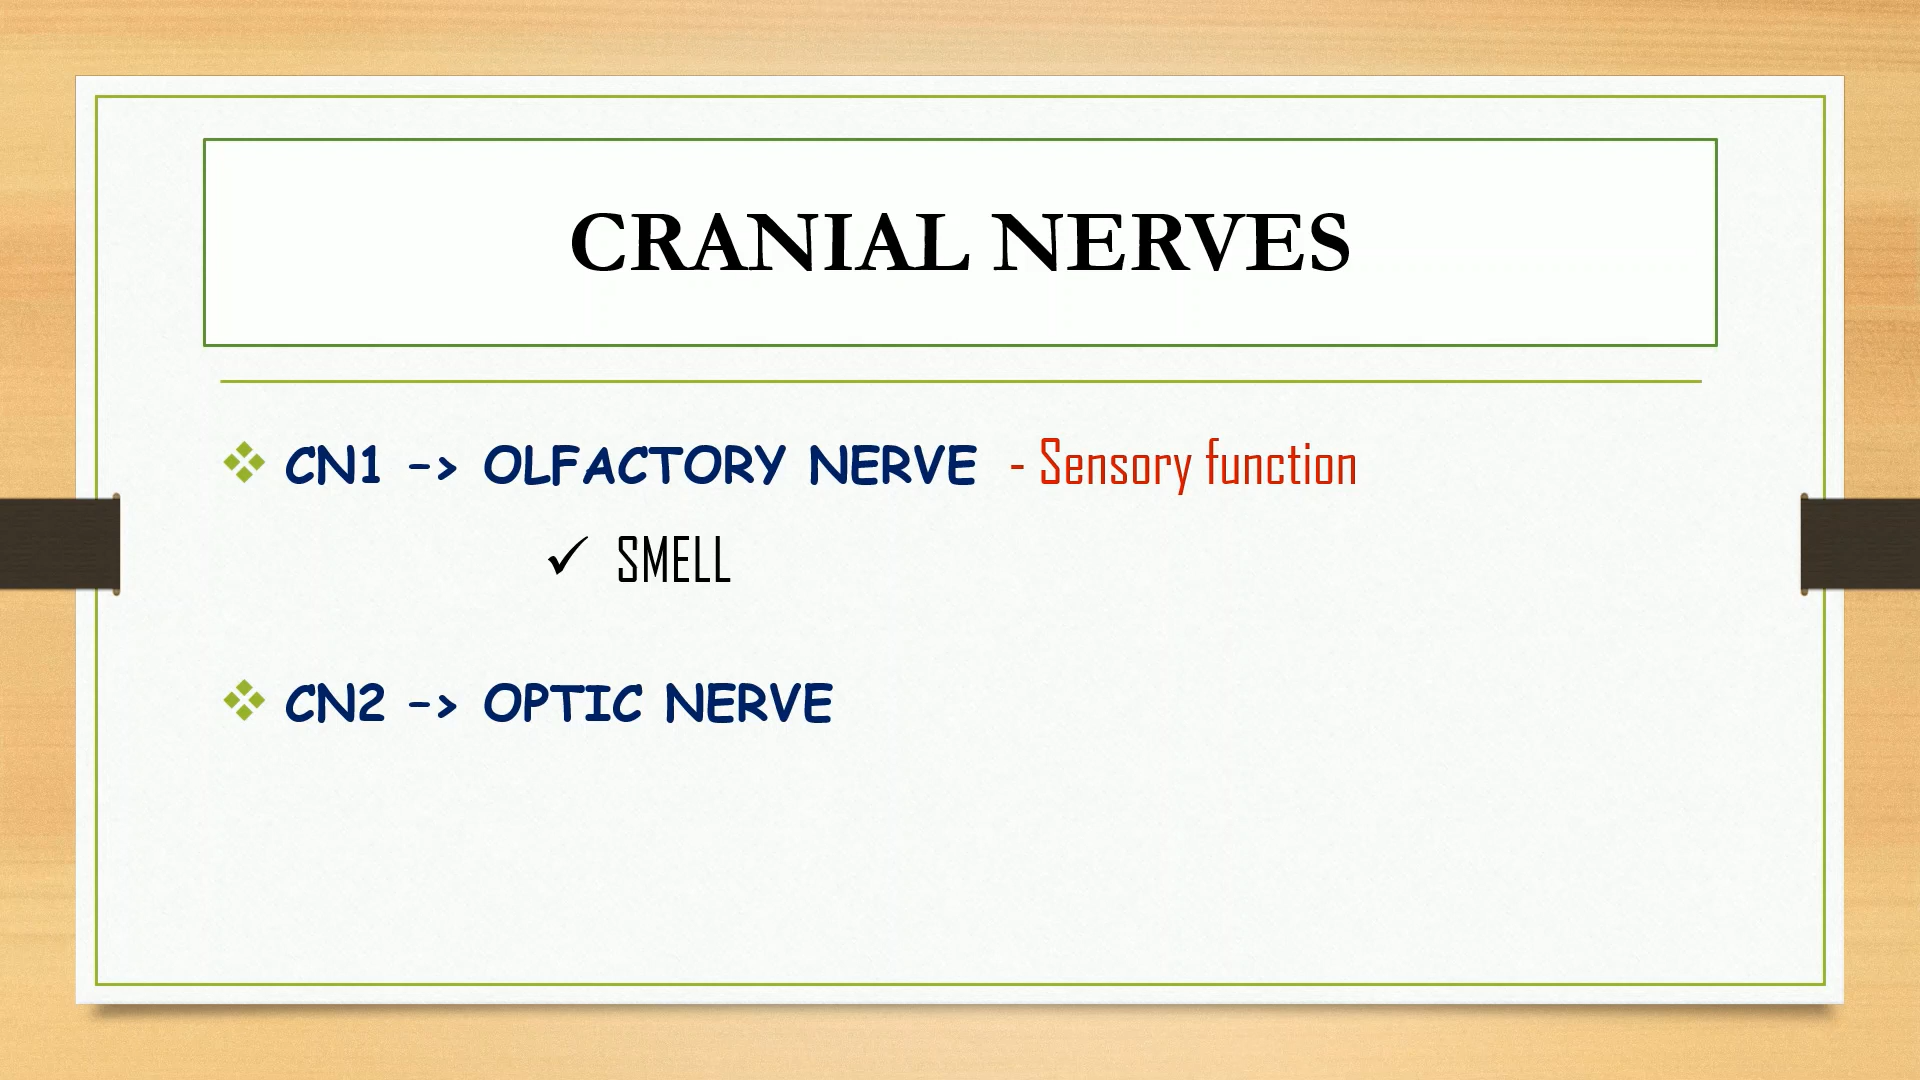 CRANIAL NERVES
❖ CN1 -> OLFACTORY NERVE - Sensory function
✓ SMELL
❖ CN2 -> OPTIC NERVE